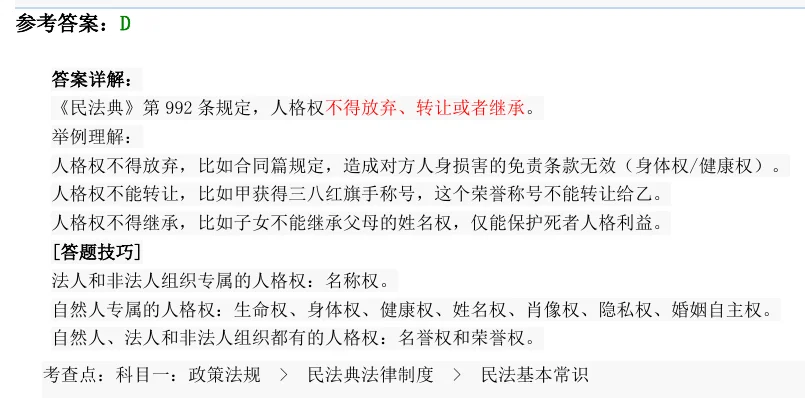 参考答案：D
答案详解：
《民法典》第 992 条规定，人格权不得放弃、转让或者继承。
举例理解：
人格权不得放弃，比如合同篇规定，造成对方人身损害的免责条款无效（身体权/健康权）。
人格权不能转让，比如甲获得三八红旗手称号，这个荣誉称号不能转让给乙。
人格权不得继承，比如子女不能继承父母的姓名权，仅能保护死者人格利益。
[答题技巧]
法人和非法人组织专属的人格权：名称权。
自然人专属的人格权：生命权、身体权、健康权、姓名权、肖像权、隐私权、婚姻自主权。
自然人、法人和非法人组织都有的人格权：名誉权和荣誉权。
考查点：科目一：政策法规 > 民法典法律制度 > 民法基本常识